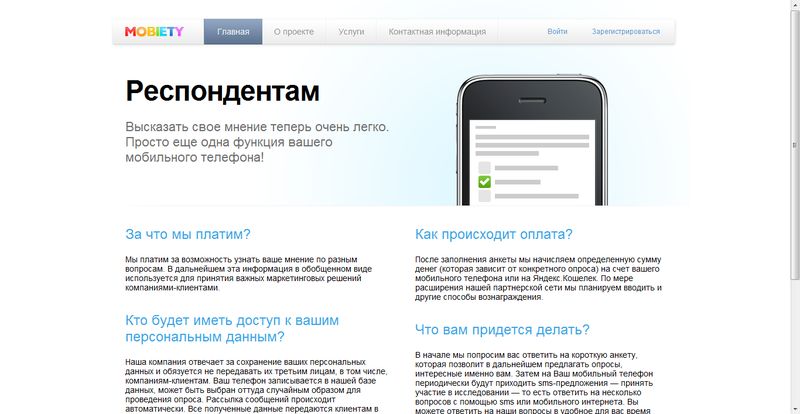 MOBIETY
Главная
О проекте
Услуги
Контактная информация
Войти
Зарегистрироваться
Респондентам
Высказать свое мнение теперь очень легко.
Просто еще одна функция вашего
мобильного телефона!
За что мы платим?
Мы платим за возможность узнать ваше мнение по разным
вопросам. В дальнейшем эта информация в обобщенном виде
используется для принятия важных маркетинговых решений
компаниями-клиентами.
Кто будет иметь доступ к вашим
персональным данным?
Наша компания отвечает за сохранение ваших персональных
данных и обязуется не передавать их третьим лицам, в том числе,
компаниям-клиентам. Ваш телефон записывается в нашей базе
данных, может быть выбран оттуда случайным образом для
проведения опроса. Рассылка сообщений происходит
автоматически. Все полученные данные передаются клиентам в
Как происходит оплата?
После заполнения анкеты мы начисляем определенную сумму
денег (которая зависит от конкретного опроса) на счет вашего
мобильного телефона или на Яндекс.Кошелек. По мере
расширения нашей партнерской сети мы планируем вводить и
другие способы вознаграждения.
Что вам придется делать?
В начале мы попросим вас ответить на короткую анкету,
которая позволит в дальнейшем предлагать опросы,
интересные именно вам. Затем на Ваш мобильный телефон
периодически будут приходить sms-предложения — принять
участие в исследовании — то есть ответить на несколько
вопросов с помощью sms или мобильного интернета. Вы
можете ответить на наши вопросы в удобное для вас время